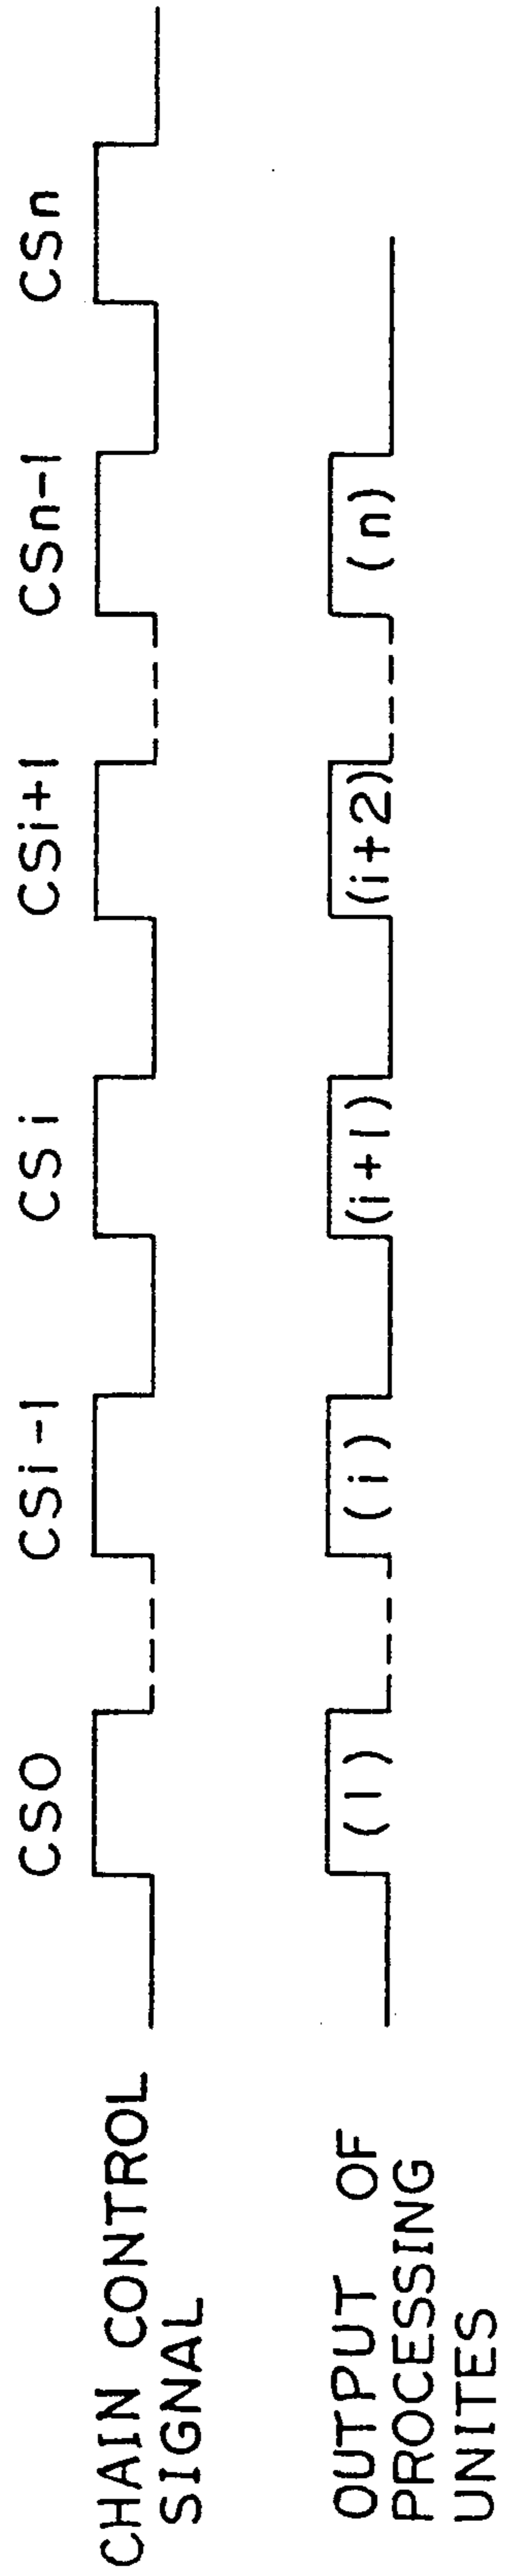 CS0 CSi-1 CSi CSi+1 CSn-1 CSn
CHAIN CONTROL
SIGNAL
(1) (i) (i+1) (i+2) (n)
OUTPUT OF
PROCESSING
UNITES